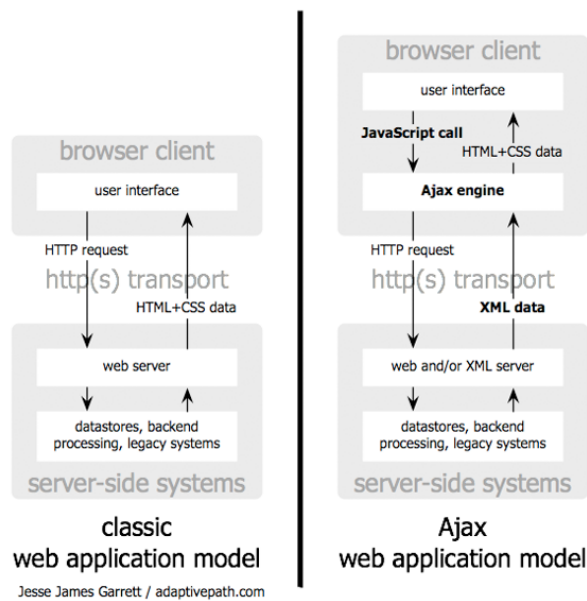 browser client
user interface
HTTP request
http(s) transport
HTML+CSS data
web server
datastores, backend
processing, legacy systems
server-side systems
classic
web application model
Jesse James Garrett / adaptivepath.com
browser client
user interface
JavaScript call
HTML+CSS data
Ajax engine
HTTP request
http(s) transport
XML data
web and/or XML server
datastores, backend
processing, legacy systems
server-side systems
Ajax
web application model